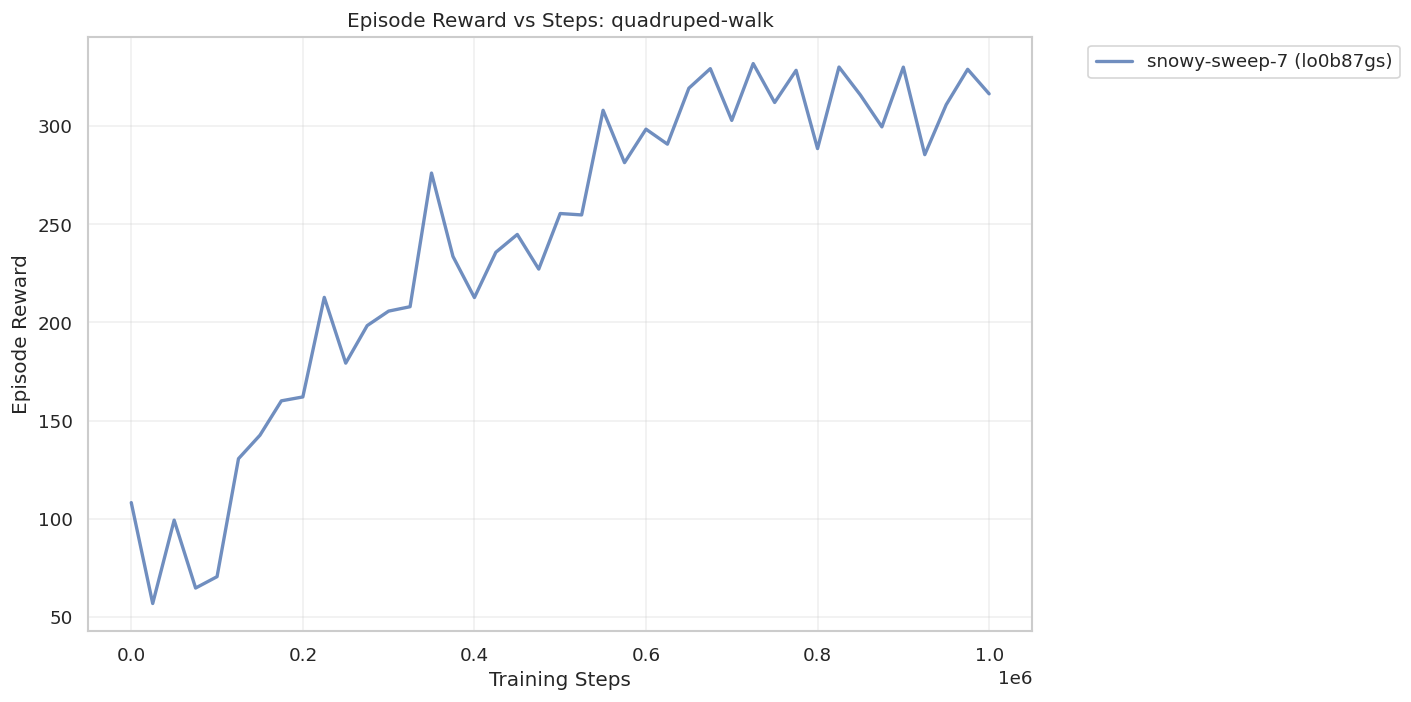 Episode Reward vs Steps: quadruped-walk
snowy-sweep-7 (lo0b87gs)
Episode Reward
300
250
200
150
100
50
0.0 0.2 0.4 0.6 0.8 1.0
1e6
Training Steps